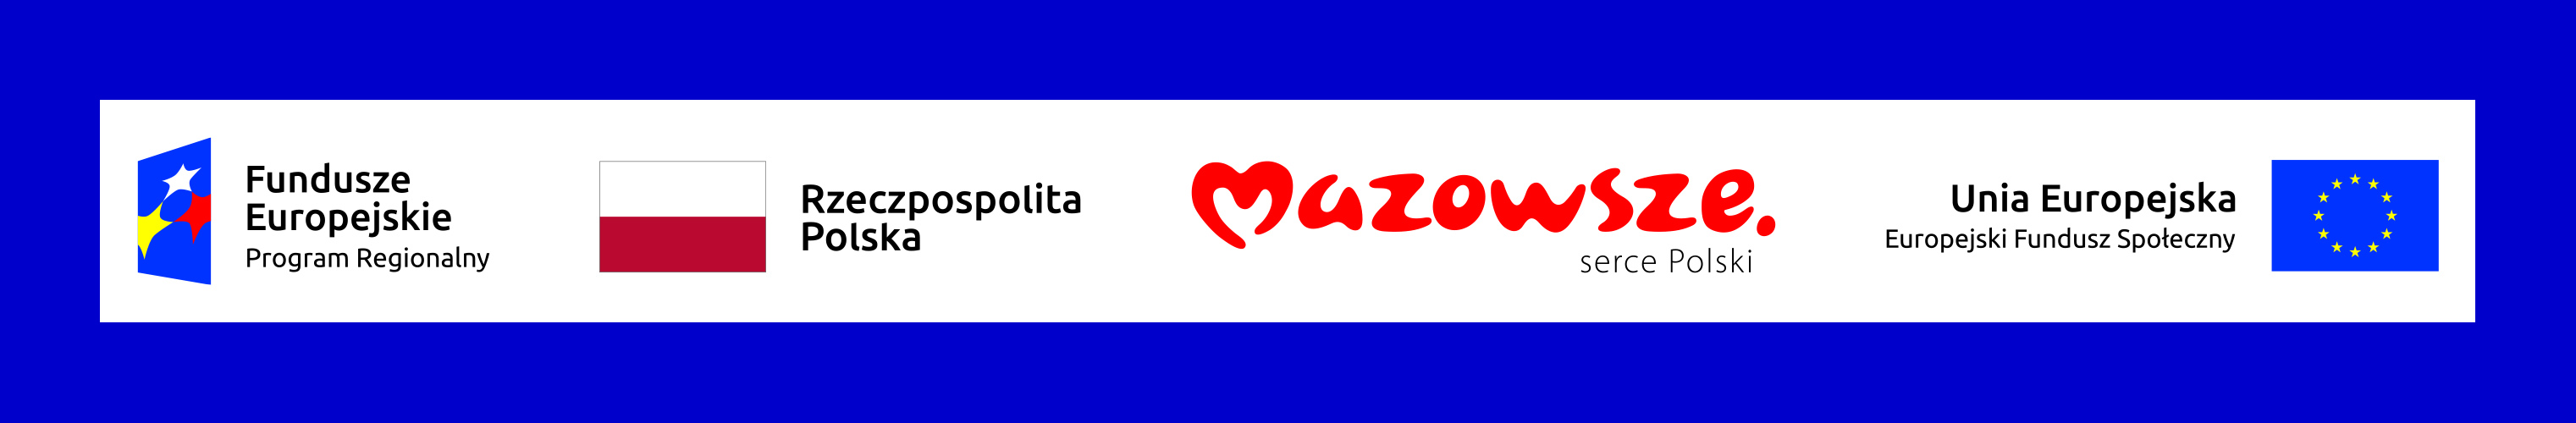 Fundusze
Europejskie
Program Regionalny
Rzeczpospolita
Polska
Mazowsze.
serce Polski
Unia Europejska
Europejski Fundusz Społeczny